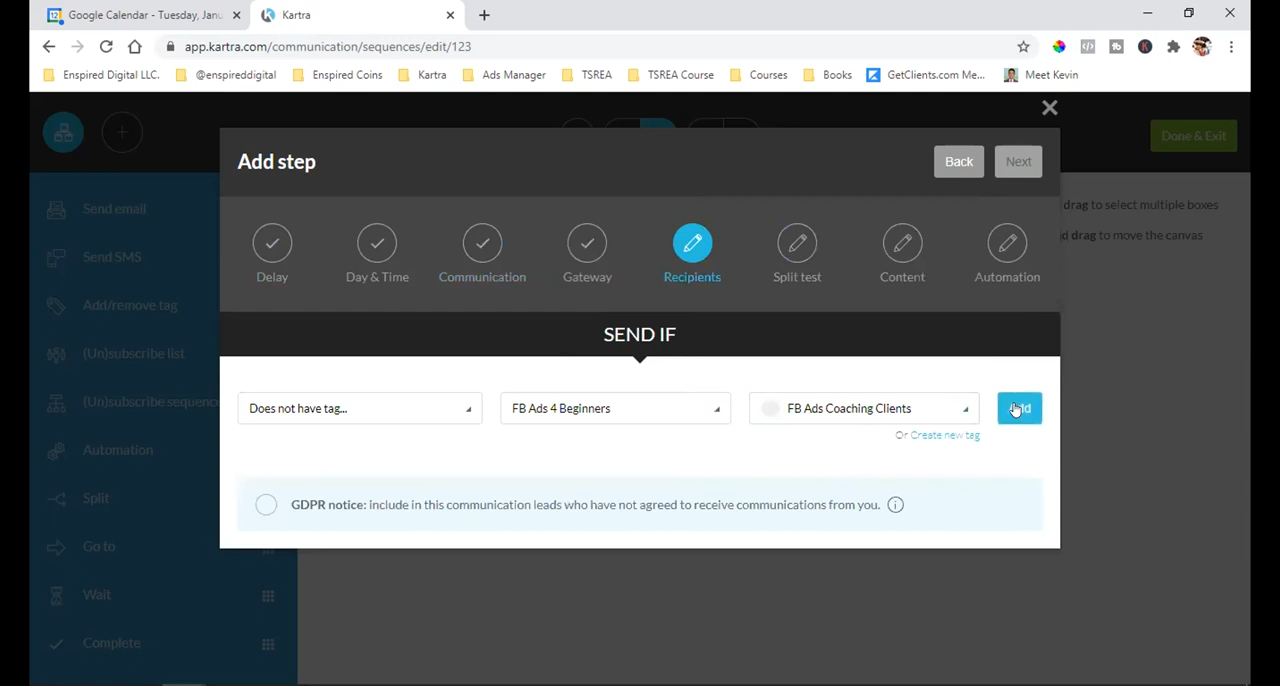 Google Calendar - Tuesday, Janu
Kartra
app.kartra.com/communication/sequences/edit/123
Enspired Digital LLC.
@enspireddigital
Enspired Coins
Kartra
Ads Manager
TSREA
TSREA Course
Courses
Books
GetClients.com Me...
Meet Kevin
Done & Exit
Add step
Back
Next
Delay
Day & Time
Communication
Gateway
Recipients
Split test
Content
Automation
SEND IF
Does not have tag...
FB Ads 4 Beginners
FB Ads Coaching Clients
Or Create new tag
GDPR notice: include in this communication leads who have not agreed to receive communications from you.
Send email
Send SMS
Add/remove tag
(Un)subscribe list
(Un)subscribe sequence
Automation
Split
Go to
Wait
Complete
drag to select multiple boxes
drag to move the canvas